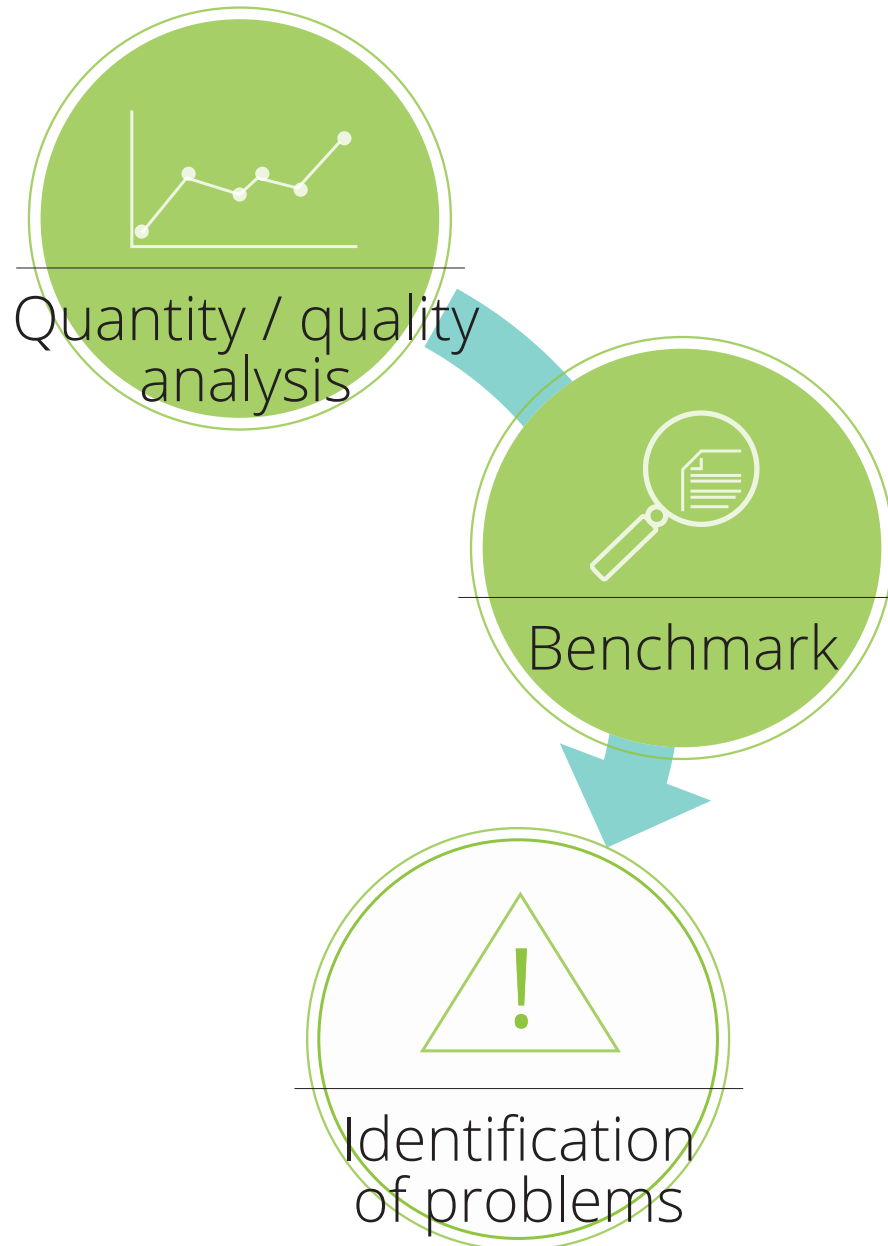 Quantity / quality
analysis
Benchmark
!
Identification
of problems